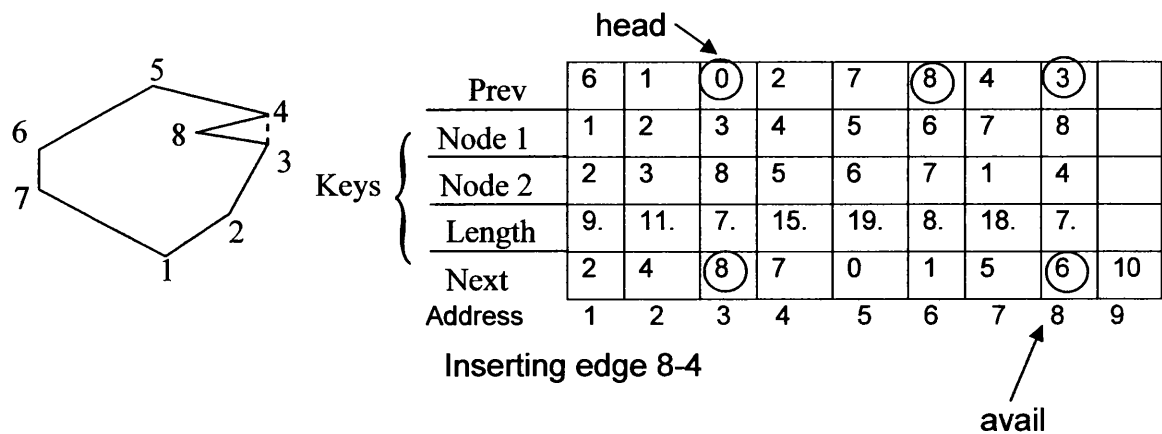 head
5
4
6
8
3
7
2
1
Prev 6 1 0 2 7 8 4 3
Keys
Node 1 1 2 3 4 5 6 7 8
Node 2 2 3 8 5 6 7 1 4
Length 9. 11. 7. 15. 19. 8. 18. 7.
Next 2 4 8 7 0 1 5 6 10
Address 1 2 3 4 5 6 7 8 9
Inserting edge 8-4
avail